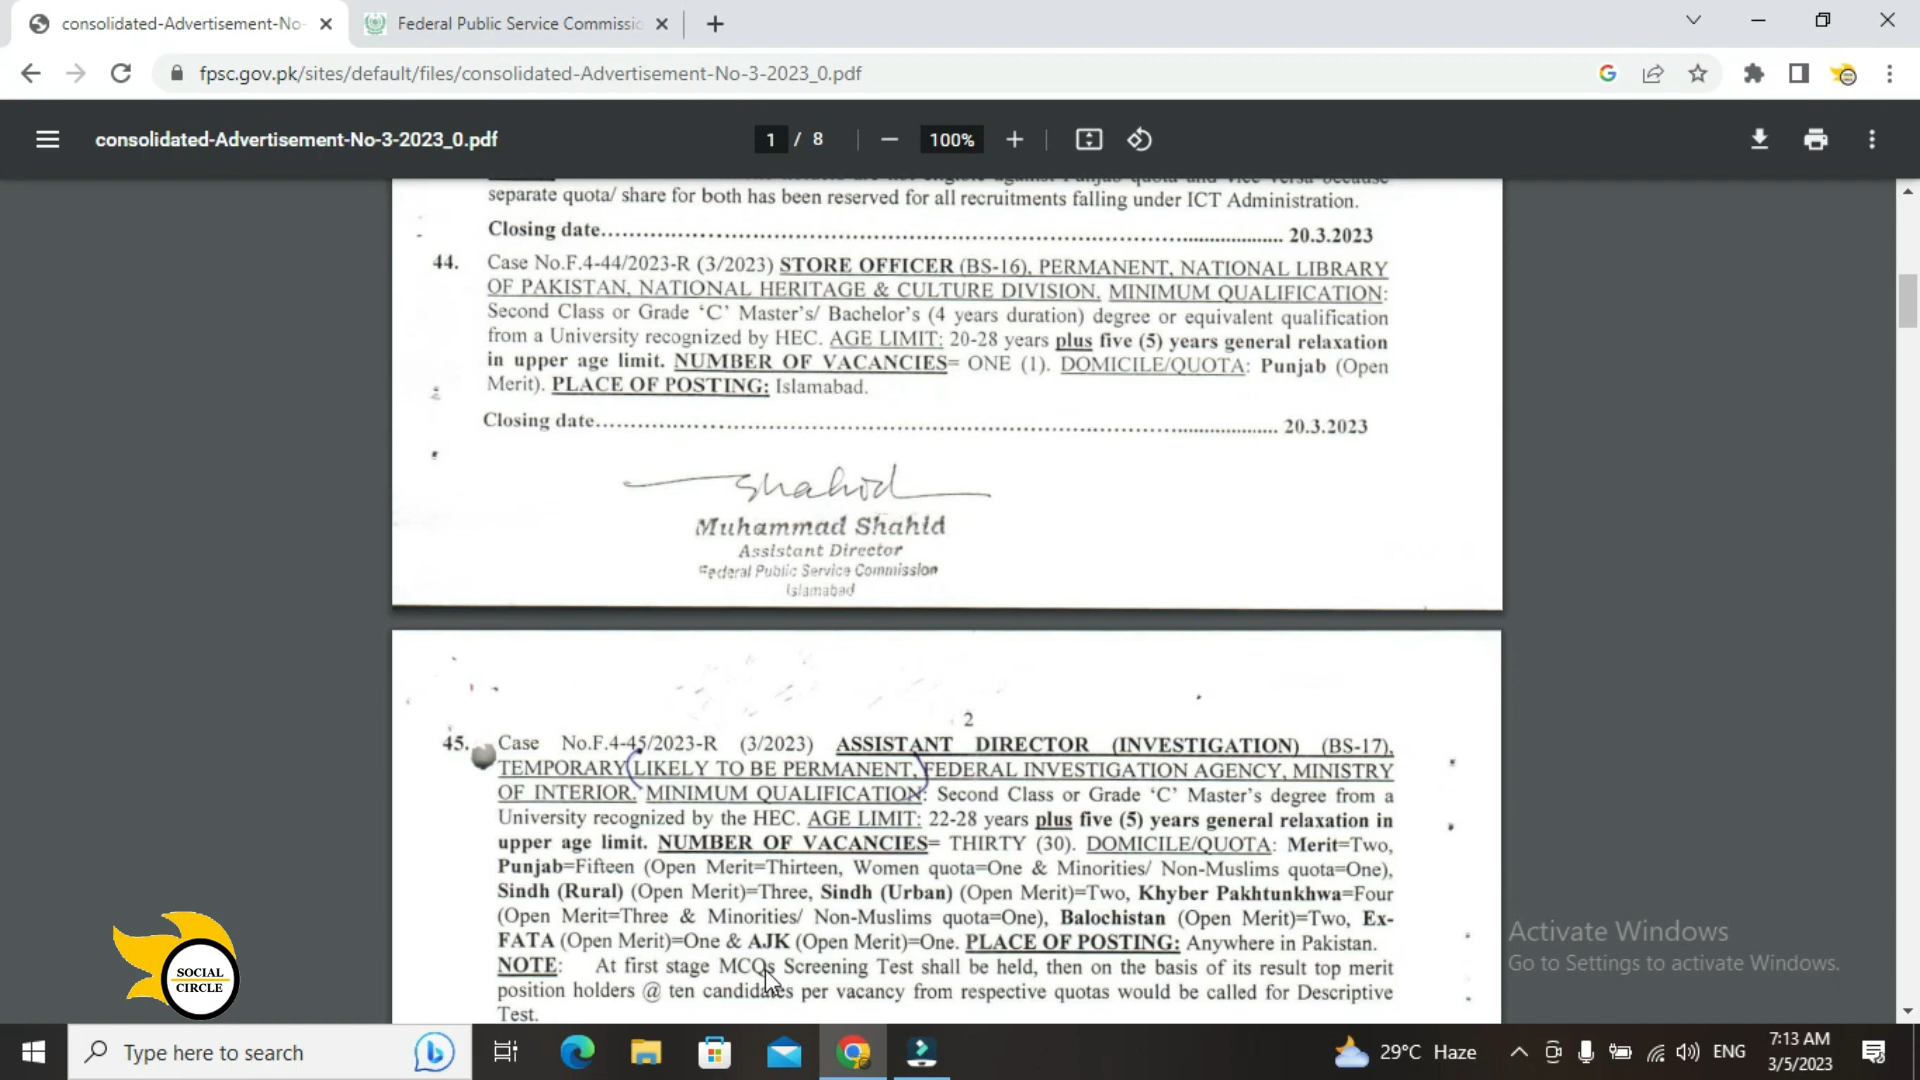 consolidated-Advertisement-No-
Federal Public Service Commissio
fpsc.gov.pk/sites/default/files/consolidated-Advertisement-No-3-2023_0.pdf
consolidated-Advertisement-No-3-2023_0.pdf
1 / 8
100%
separate quota/ share for both has been reserved for all recruitments falling under ICT Administration.
Closing date........................................................................................................ 20.3.2023
44. Case No.F.4-44/2023-R (3/2023) STORE OFFICER (BS-16), PERMANENT, NATIONAL LIBRARY
OF PAKISTAN, NATIONAL HERITAGE & CULTURE DIVISION. MINIMUM QUALIFICATION:
Second Class or Grade ‘C’ Master’s/ Bachelor’s (4 years duration) degree or equivalent qualification
from a University recognized by HEC. AGE LIMIT: 20-28 years plus five (5) years general relaxation
in upper age limit. NUMBER OF VACANCIES= ONE (1). DOMICILE/QUOTA: Punjab (Open
Merit). PLACE OF POSTING: Islamabad.
Closing date........................................................................................................ 20.3.2023
Shahid
Muhammad Shahid
Assistant Director
Federal Public Service Commission
Islamabad
2
45. Case No.F.4-45/2023-R (3/2023) ASSISTANT DIRECTOR (INVESTIGATION) (BS-17),
TEMPORARY LIKELY TO BE PERMANENT, FEDERAL INVESTIGATION AGENCY, MINISTRY
OF INTERIOR. MINIMUM QUALIFICATION: Second Class or Grade ‘C’ Master’s degree from a
University recognized by the HEC. AGE LIMIT: 22-28 years plus five (5) years general relaxation in
upper age limit. NUMBER OF VACANCIES= THIRTY (30). DOMICILE/QUOTA: Merit=Two,
Punjab=Fifteen (Open Merit=Thirteen, Women quota=One & Minorities/ Non-Muslims quota=One),
Sindh (Rural) (Open Merit)=Three, Sindh (Urban) (Open Merit)=Two, Khyber Pakhtunkhwa=Four
(Open Merit=Three & Minorities/ Non-Muslims quota=One), Balochistan (Open Merit)=Two, Ex-
FATA (Open Merit)=One & AJK (Open Merit)=One. PLACE OF POSTING: Anywhere in Pakistan.
NOTE: At first stage MCQs Screening Test shall be held, then on the basis of its result top merit
position holders @ ten candidates per vacancy from respective quotas would be called for Descriptive
Test.
SOCIAL
CIRCLE
Activate Windows
Go to Settings to activate Windows.
Type here to search
29°C Haze
ENG
7:13 AM
3/5/2023